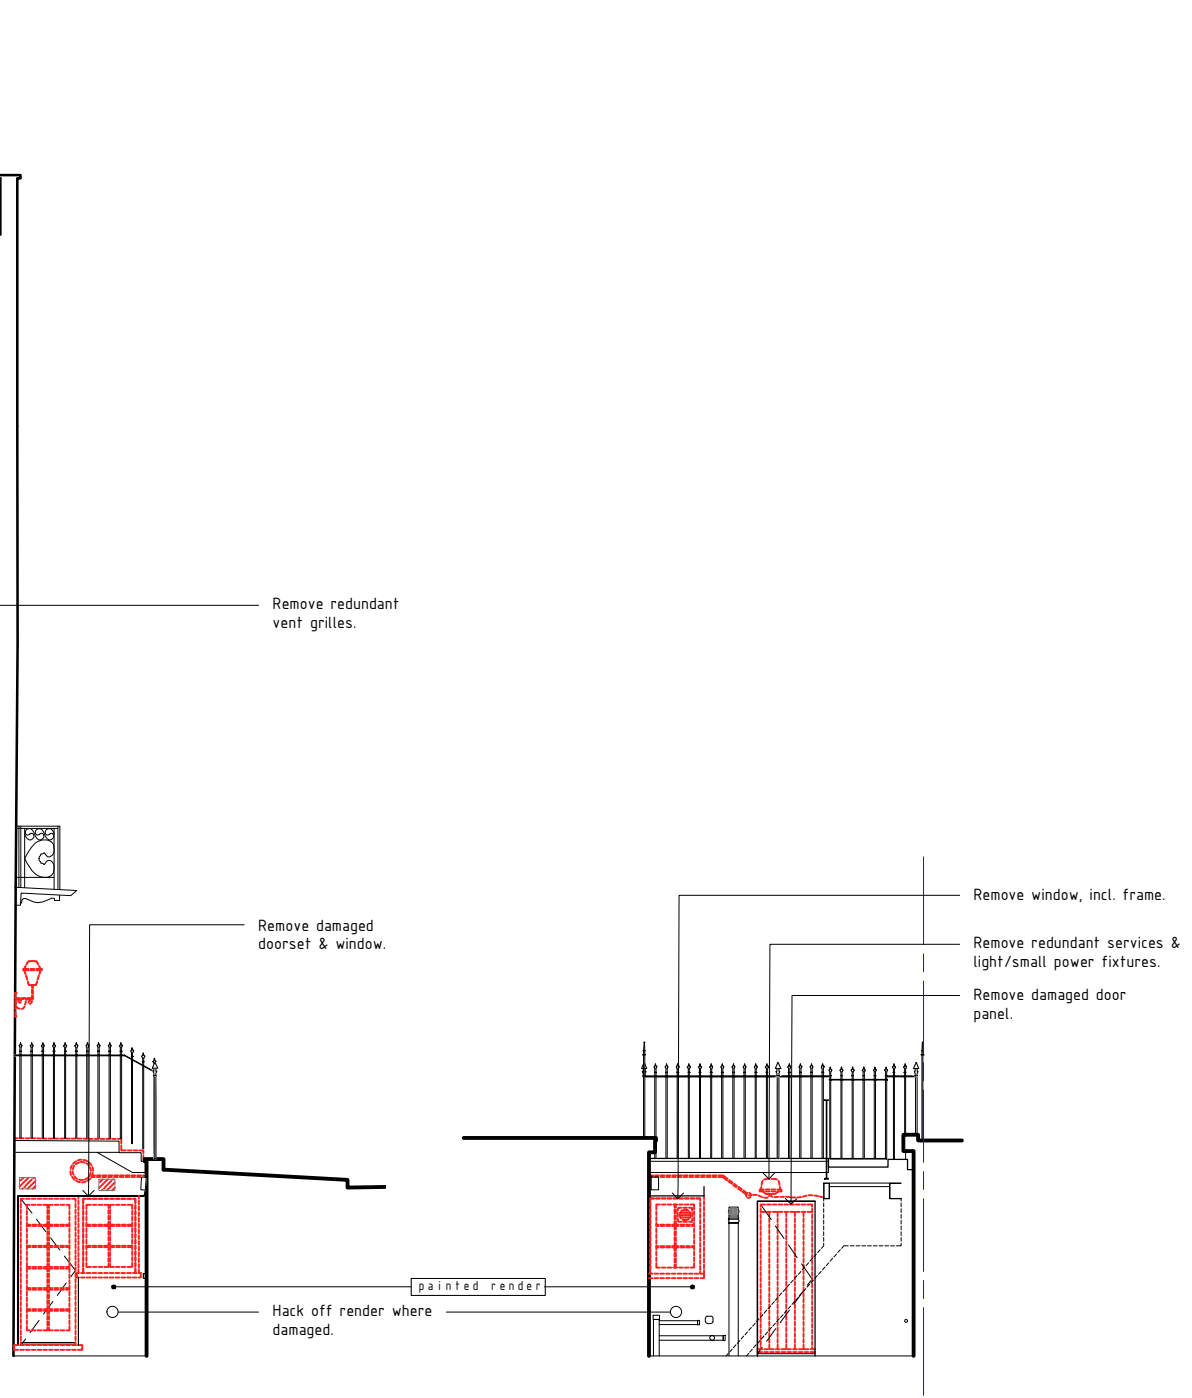 Remove redundant
vent grilles.
Remove damaged
doorset & window.
Remove window, incl. frame.
Remove redundant services &
light/small power fixtures.
Remove damaged door
panel.
painted render
Hack off render where
damaged.